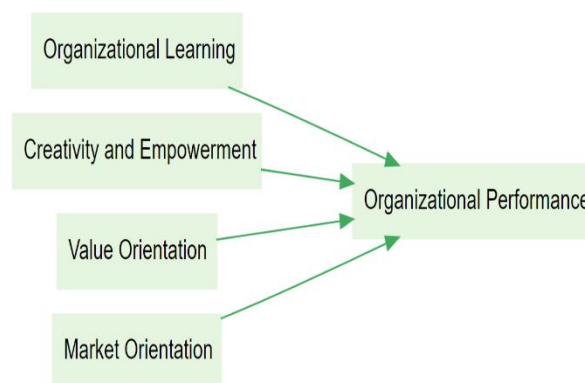 Organizational Learning
Creativity and Empowerment
Organizational Performance
Value Orientation
Market Orientation